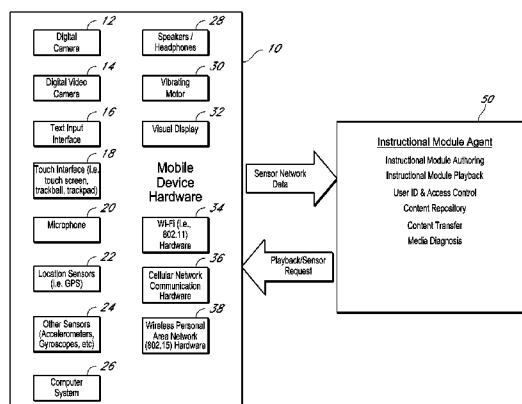 12
Digital
Camera
14
Digital Video
Camera
16
Text Input
Interface
18
Touch Interface (i.e.
touch screen,
trackball, trackpad)
20
Microphone
22
Location Sensors
(i.e. GPS)
24
Other Sensors
(Accelerometers,
Gyroscopes, etc)
26
Computer
System
28
Speakers /
Headphones
30
Vibrating
Motor
32
Visual Display
Mobile
Device
Hardware
34
Wi-Fi (i.e.,
802.11)
Hardware
36
Cellular Network
Communication
Hardware
38
Wireless Personal
Area Network
(802.15) Hardware
10
Sensor Network
Data
Playback/Sensor
Request
50
Instructional Module Agent
Instructional Module Authoring
Instructional Module Playback
User ID & Access Control
Content Repository
Content Transfer
Media Diagnosis